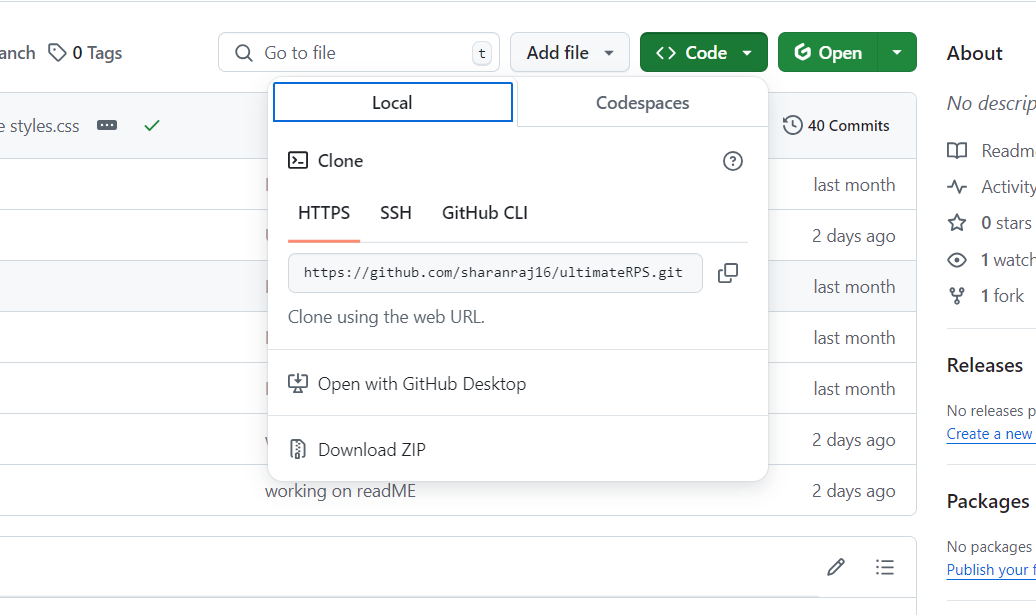 anch
0 Tags
Go to file
t
Add file
Code
Open
About
Local
Codespaces
No descrip
e styles.css
40 Commits
Clone
Readm
last month
Activity
HTTPS
SSH
GitHub CLI
0 stars
2 days ago
1 watch
https://github.com/sharanraj16/ultimateRPS.git
last month
1 fork
Clone using the web URL.
last month
Releases
Open with GitHub Desktop
last month
No releases p
Create a new
Download ZIP
2 days ago
working on readME
2 days ago
Packages
No packages
Publish your f